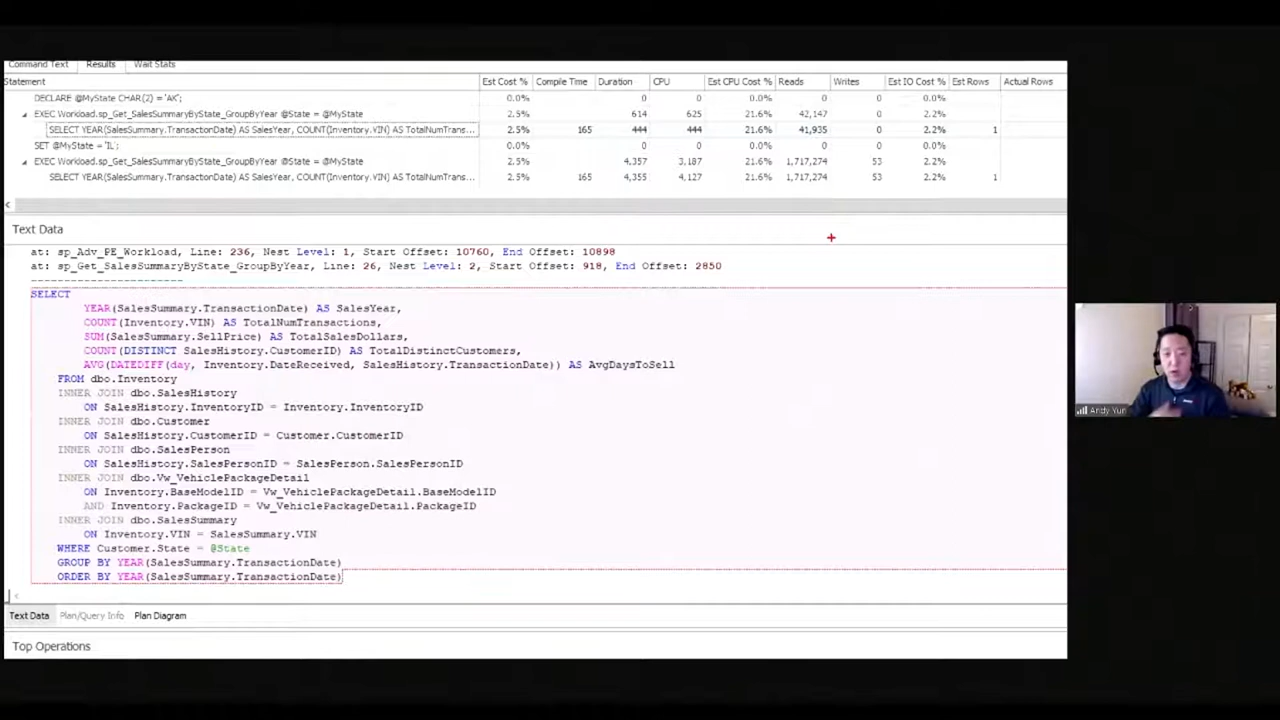 Command Text Results Wait Stats
Statement Est Cost % Compile Time Duration CPU Est CPU Cost % Reads Writes Est IO Cost % Est Rows Actual Rows
DECLARE @MyState CHAR(2) = 'AK'; 0.0% 0 0 0.0% 0 0 0.0%
EXEC Workload.sp_Get_SalesSummaryByState_GroupByYear @State = @MyState 2.5% 614 625 21.6% 42,147 0 2.2%
SELECT YEAR(SalesSummary.TransactionDate) AS SalesYear, COUNT(Inventory.VIN) AS TotalNumTrans... 2.5% 165 444 444 21.6% 41,935 0 2.2% 1
SET @MyState = 'IL'; 0.0% 0 0 0.0% 0 0 0.0%
EXEC Workload.sp_Get_SalesSummaryByState_GroupByYear @State = @MyState 2.5% 4,357 3,187 21.6% 1,717,274 53 2.2%
SELECT YEAR(SalesSummary.TransactionDate) AS SalesYear, COUNT(Inventory.VIN) AS TotalNumTrans... 2.5% 165 4,355 4,127 21.6% 1,717,274 53 2.2% 1
Text Data
at: sp_Adv_PE_Workload, Line: 236, Nest Level: 1, Start Offset: 10760, End Offset: 10898
at: sp_Get_SalesSummaryByState_GroupByYear, Line: 26, Nest Level: 2, Start Offset: 918, End Offset: 2850
-----------------------
SELECT
YEAR(SalesSummary.TransactionDate) AS SalesYear,
COUNT(Inventory.VIN) AS TotalNumTransactions,
SUM(SalesSummary.SellPrice) AS TotalSalesDollars,
COUNT(DISTINCT SalesHistory.CustomerID) AS TotalDistinctCustomers,
AVG(DATEDIFF(day, Inventory.DateReceived, SalesHistory.TransactionDate)) AS AvgDaysToSell
FROM dbo.Inventory
INNER JOIN dbo.SalesHistory
ON SalesHistory.InventoryID = Inventory.InventoryID
INNER JOIN dbo.Customer
ON SalesHistory.CustomerID = Customer.CustomerID
INNER JOIN dbo.SalesPerson
ON SalesHistory.SalesPersonID = SalesPerson.SalesPersonID
INNER JOIN dbo.Vw_VehiclePackageDetail
ON Inventory.BaseModelID = Vw_VehiclePackageDetail.BaseModelID
AND Inventory.PackageID = Vw_VehiclePackageDetail.PackageID
INNER JOIN dbo.SalesSummary
ON Inventory.VIN = SalesSummary.VIN
WHERE Customer.State = @State
GROUP BY YEAR(SalesSummary.TransactionDate)
ORDER BY YEAR(SalesSummary.TransactionDate)
Andy Yun
Text Data Plan/Query Info Plan Diagram
Top Operations